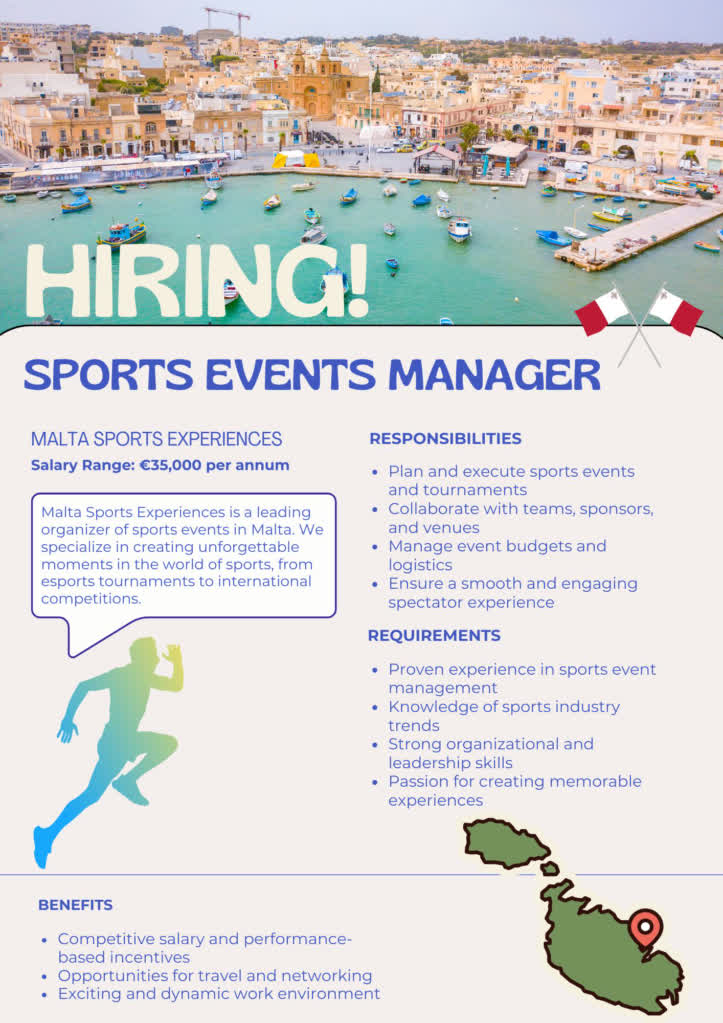 HIRING!
SPORTS EVENTS MANAGER
MALTA SPORTS EXPERIENCES
Salary Range: €35,000 per annum
Malta Sports Experiences is a leading
organizer of sports events in Malta. We
specialize in creating unforgettable
moments in the world of sports, from
esports tournaments to international
competitions.
RESPONSIBILITIES
• Plan and execute sports events
and tournaments
• Collaborate with teams, sponsors,
and venues
• Manage event budgets and
logistics
• Ensure a smooth and engaging
spectator experience
REQUIREMENTS
• Proven experience in sports event
management
• Knowledge of sports industry
trends
• Strong organizational and
leadership skills
• Passion for creating memorable
experiences
BENEFITS
• Competitive salary and performance-
based incentives
• Opportunities for travel and networking
• Exciting and dynamic work environment